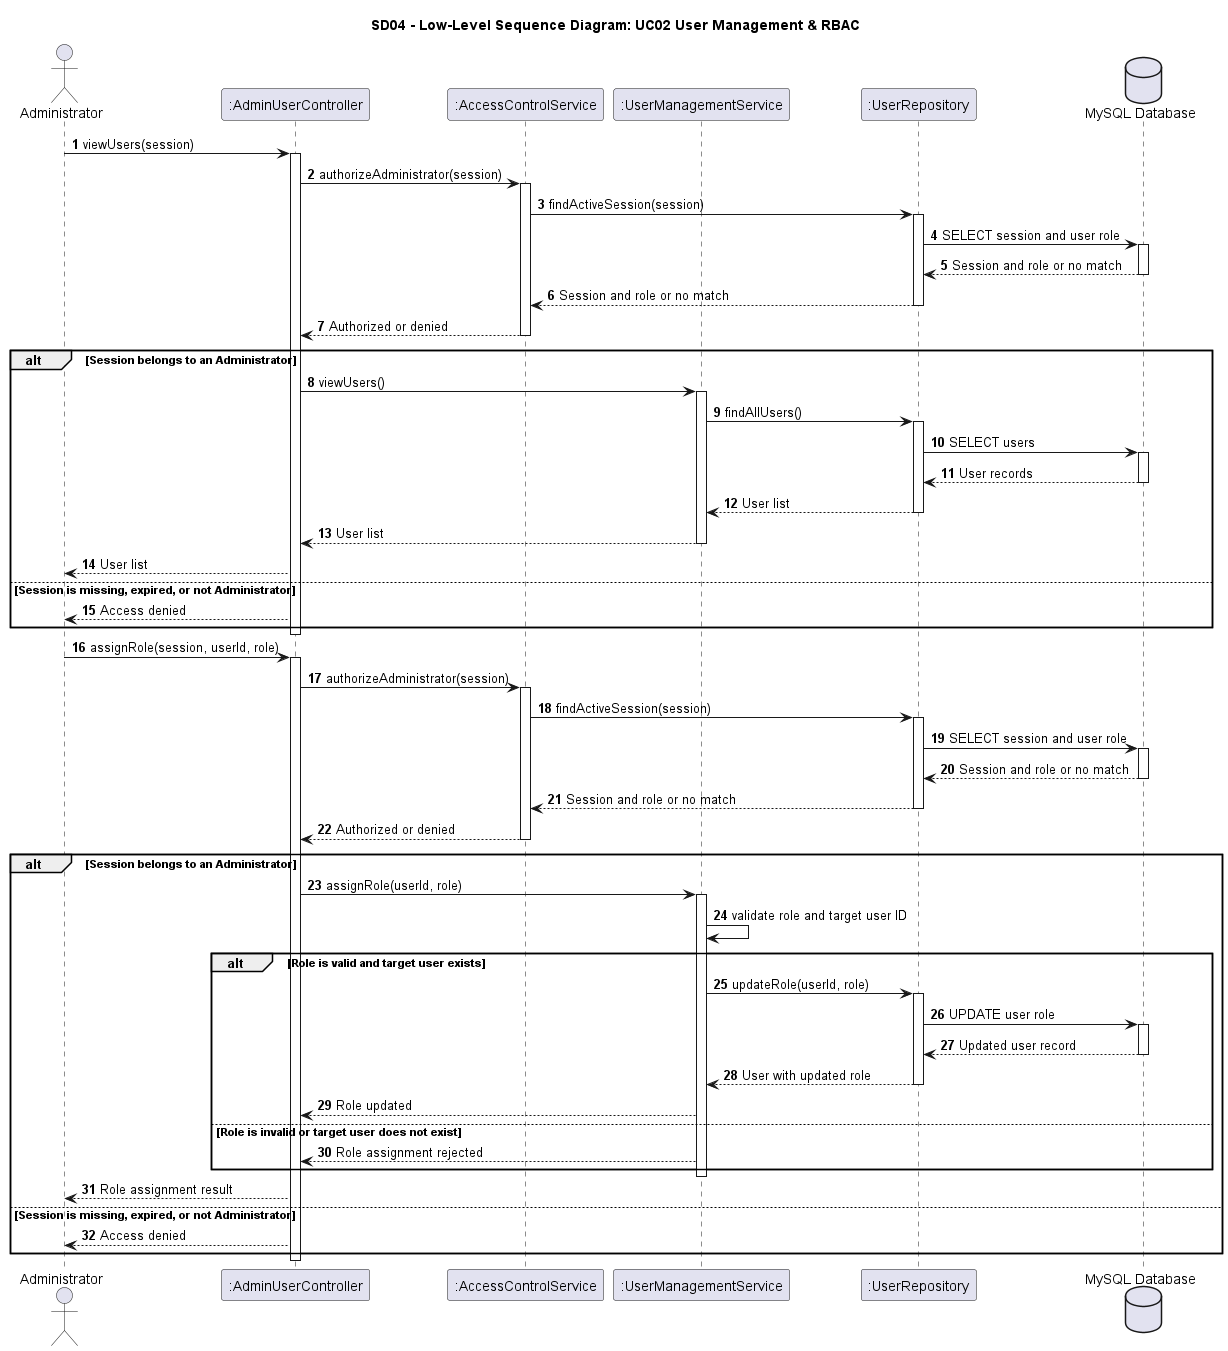 SD04 - Low-Level Sequence Diagram: UC02 User Management & RBAC
Administrator
:AdminUserController
:AccessControlService
:UserManagementService
:UserRepository
MySQL Database
1 viewUsers(session)
2 authorizeAdministrator(session)
3 findActiveSession(session)
4 SELECT session and user role
5 Session and role or no match
6 Session and role or no match
7 Authorized or denied
alt [Session belongs to an Administrator]
8 viewUsers()
9 findAllUsers()
10 SELECT users
11 User records
12 User list
13 User list
14 User list
[Session is missing, expired, or not Administrator]
15 Access denied
16 assignRole(session, userId, role)
17 authorizeAdministrator(session)
18 findActiveSession(session)
19 SELECT session and user role
20 Session and role or no match
21 Session and role or no match
22 Authorized or denied
alt [Session belongs to an Administrator]
23 assignRole(userId, role)
24 validate role and target user ID
alt [Role is valid and target user exists]
25 updateRole(userId, role)
26 UPDATE user role
27 Updated user record
28 User with updated role
29 Role updated
[Role is invalid or target user does not exist]
30 Role assignment rejected
31 Role assignment result
[Session is missing, expired, or not Administrator]
32 Access denied
Administrator
:AdminUserController
:AccessControlService
:UserManagementService
:UserRepository
MySQL Database